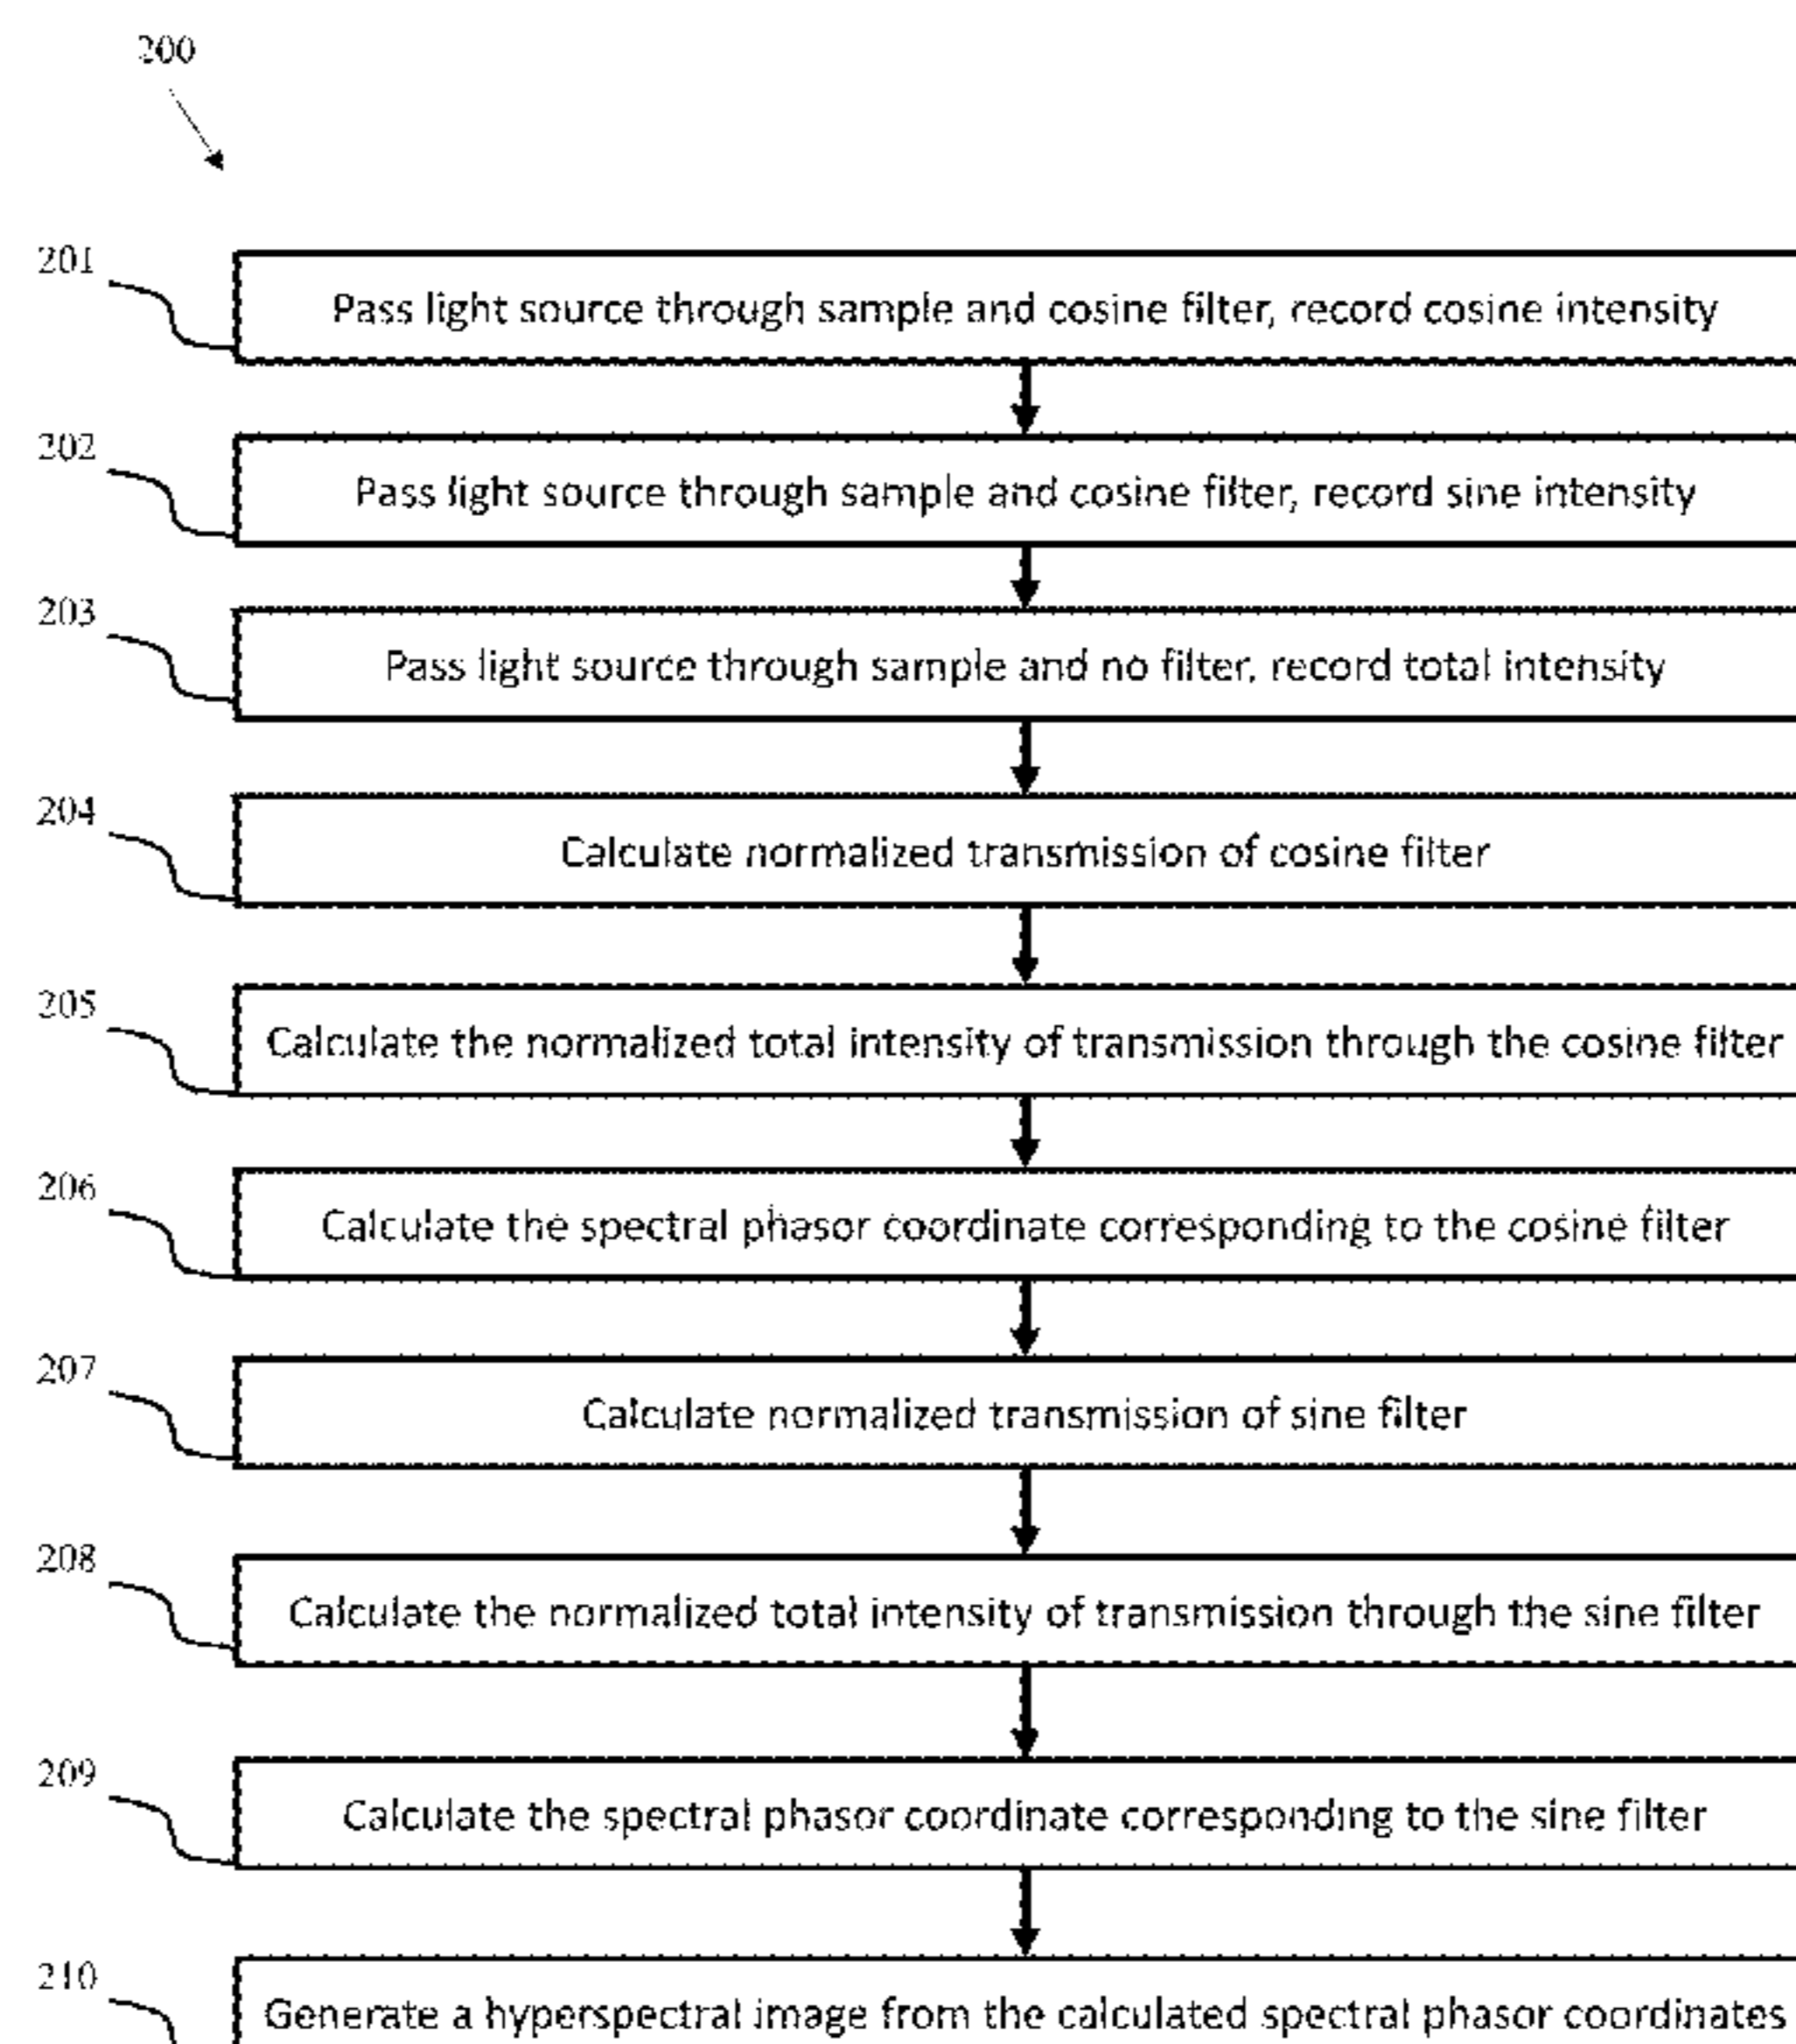 200
201
Pass light source through sample and cosine filter, record cosine intensity
202
Pass light source through sample and cosine filter, record sine intensity
203
Pass light source through sample and no filter, record total intensity
204
Calculate normalized transmission of cosine filter
205
Calculate the normalized total intensity of transmission through the cosine filter
206
Calculate the spectral phasor coordinate corresponding to the cosine filter
207
Calculate normalized transmission of sine filter
208
Calculate the normalized total intensity of transmission through the sine filter
209
Calculate the spectral phasor coordinate corresponding to the sine filter
210
Generate a hyperspectral image from the calculated spectral phasor coordinates